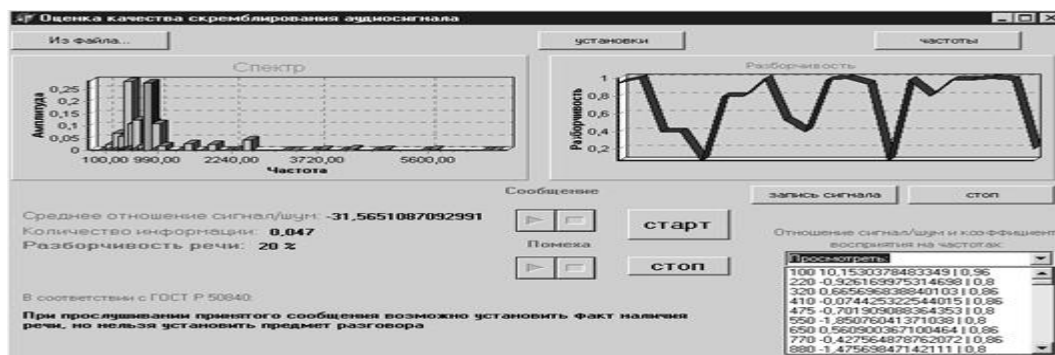 Оценка качества скремблирования аудиосигнала
Из файла...
установки
частоты
Спектр
Амплитуда
0,25
0,2
0,15
0,1
0,05
0
100,00 990,00 2240,00 3720,00 5600,00
Частота
Разборчивость
Разборчивость
1
0,8
0,6
0,4
0,2
Сообщение
запись сигнала
стоп
Среднее отношение сигнал/шум: -31,5651087092991
Количество информации: 0,047
Разборчивость речи: 20 %
старт
Помеха
стоп
Отношение сигнал/шум и коэффициент
восприятия на частотах:
Просмотреть:
100 10,1530378483349 | 0,96
220 -0,926169975314698 | 0,8
320 0,665696838840103 | 0,86
410 -0,0744253225440​15 | 0,86
475 -0,701909088364353 | 0,8
550 -1,85076041371038 | 0,8
650 0,560900367100464 | 0,86
770 -0,427564878762072 | 0,86
880 -1,47569847142111 | 0,8
В соответствии с ГОСТ Р 50840:
При прослушивании принятого сообщения возможно установить факт наличия
речи, но нельзя установить предмет разговора